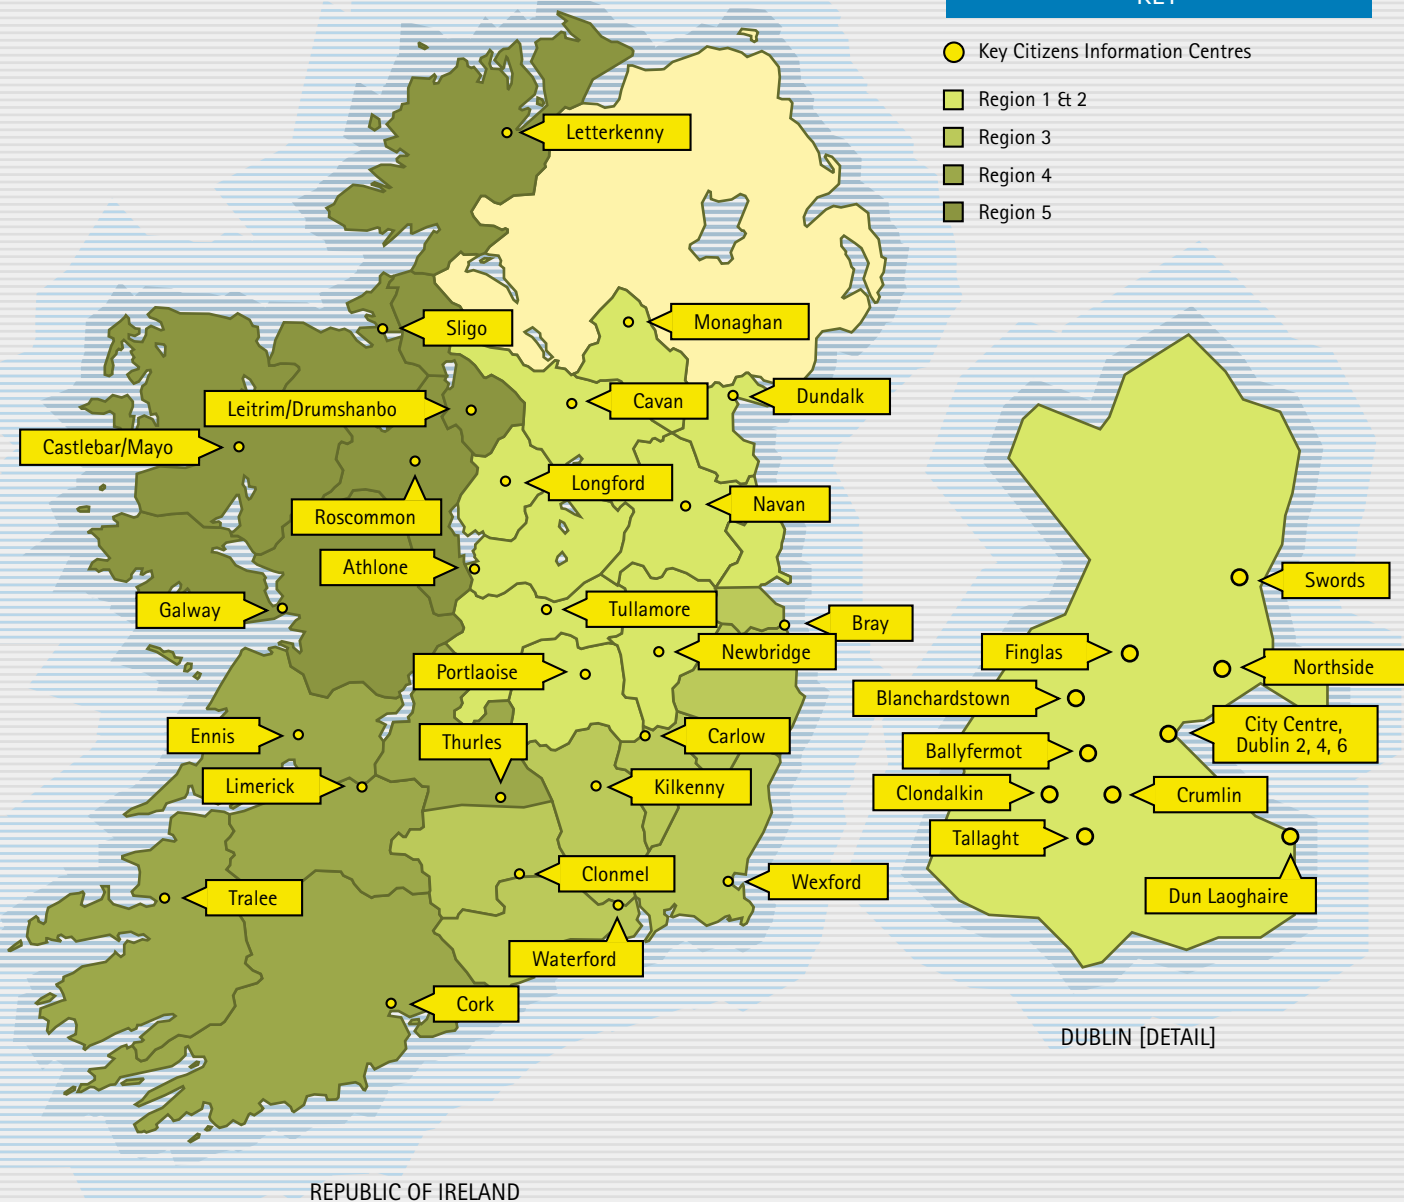 KEY
Key Citizens Information Centres
Region 1 & 2
Region 3
Region 4
Region 5
Letterkenny
Sligo
Monaghan
Leitrim/Drumshanbo
Cavan
Dundalk
Castlebar/Mayo
Longford
Navan
Roscommon
Athlone
Galway
Tullamore
Bray
Newbridge
Portlaoise
Ennis
Thurles
Carlow
Limerick
Kilkenny
Clonmel
Wexford
Tralee
Waterford
Cork
REPUBLIC OF IRELAND
Swords
Finglas
Northside
Blanchardstown
City Centre,
Dublin 2, 4, 6
Ballyfermot
Clondalkin
Crumlin
Tallaght
Dun Laoghaire
DUBLIN [DETAIL]